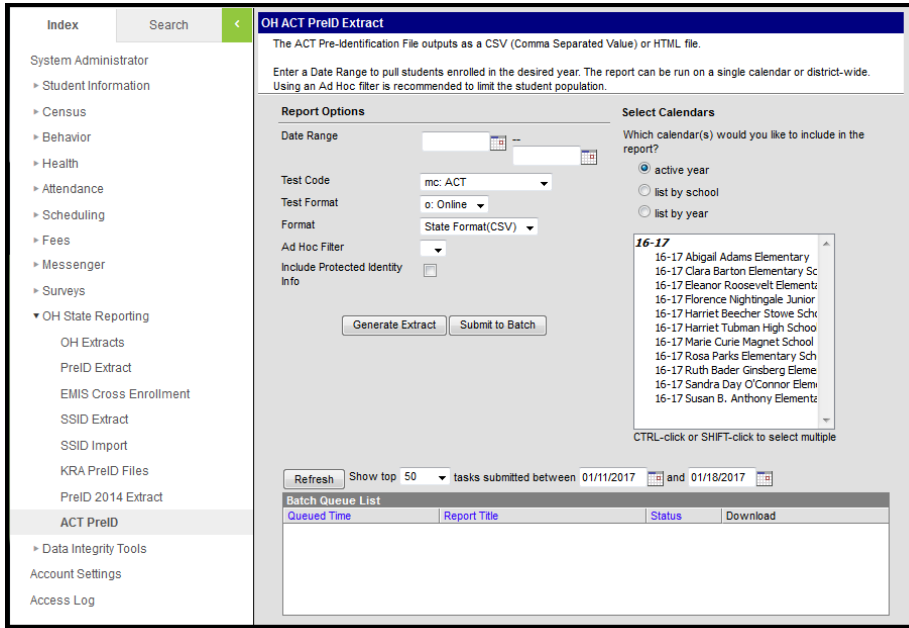 Index
Search
<
System Administrator
Student Information
Census
Behavior
Health
Attendance
Scheduling
Fees
Messenger
Surveys
OH State Reporting
OH Extracts
PreID Extract
EMIS Cross Enrollment
SSID Extract
SSID Import
KRA PreID Files
PreID 2014 Extract
ACT PreID
Data Integrity Tools
Account Settings
Access Log
OH ACT PreID Extract
The ACT Pre-Identification File outputs as a CSV (Comma Separated Value) or HTML file.
Enter a Date Range to pull students enrolled in the desired year. The report can be run on a single calendar or district-wide.
Using an Ad Hoc filter is recommended to limit the student population.
Report Options
Date Range
--
Test Code
mc: ACT
Test Format
o: Online
Format
State Format(CSV)
Ad Hoc Filter
Include Protected Identity
Info
Generate Extract
Submit to Batch
Select Calendars
Which calendar(s) would you like to include in the
report?
active year
list by school
list by year
16-17
16-17 Abigail Adams Elementary
16-17 Clara Barton Elementary Sc
16-17 Eleanor Roosevelt Elementa
16-17 Florence Nightingale Junior
16-17 Harriet Beecher Stowe Scho
16-17 Harriet Tubman High School
16-17 Marie Curie Magnet School
16-17 Rosa Parks Elementary Sch
16-17 Ruth Bader Ginsberg Eleme
16-17 Sandra Day O'Connor Elem
16-17 Susan B. Anthony Elementa
CTRL-click or SHIFT-click to select multiple
Refresh Show top 50 tasks submitted between 01/11/2017 and 01/18/2017
Batch Queue List
Queued Time Report Title Status Download